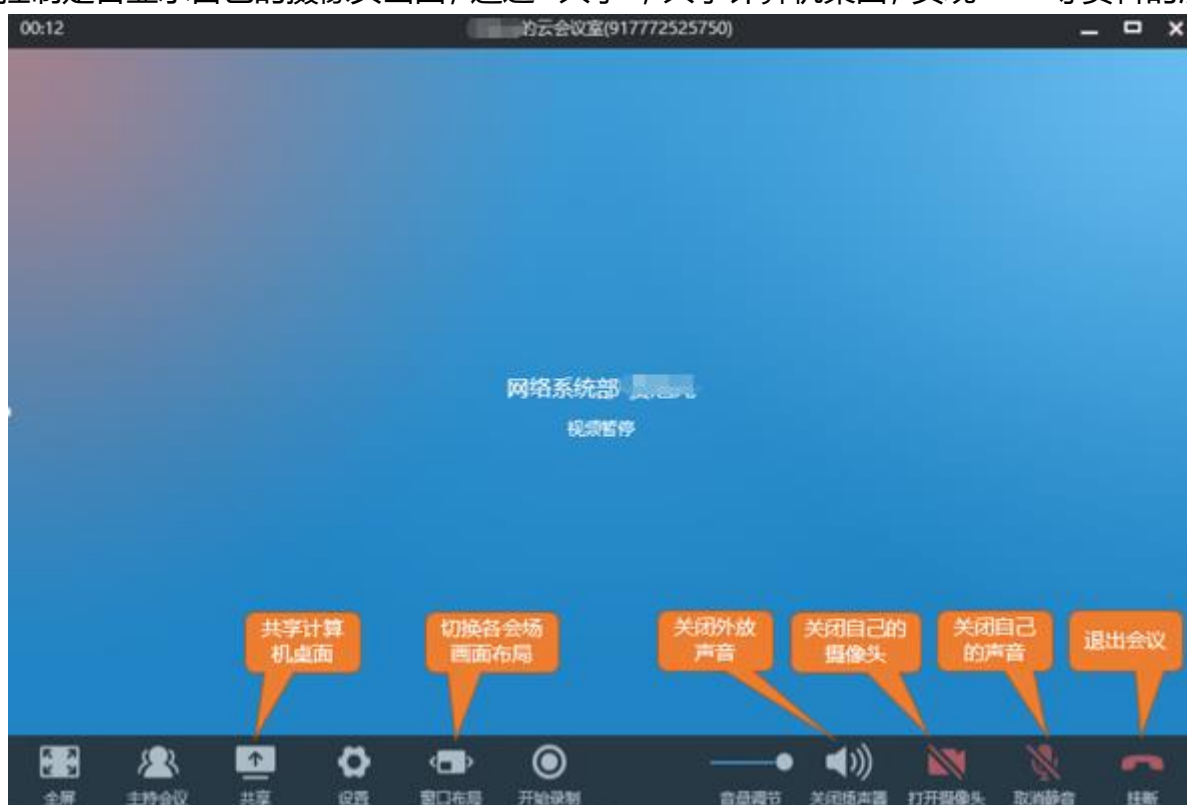 00:12
的云会议室(917772525750)
网络系统部
视频暂停
共享计算
机桌面
切换各会场
画面布局
关闭外放
声音
关闭自己的
摄像头
关闭自己
的声音
退出会议
全屏
主持会议
共享
设置
窗口布局
开始录制
音量调节
关闭扬声器
打开摄像头
取消静音
挂断